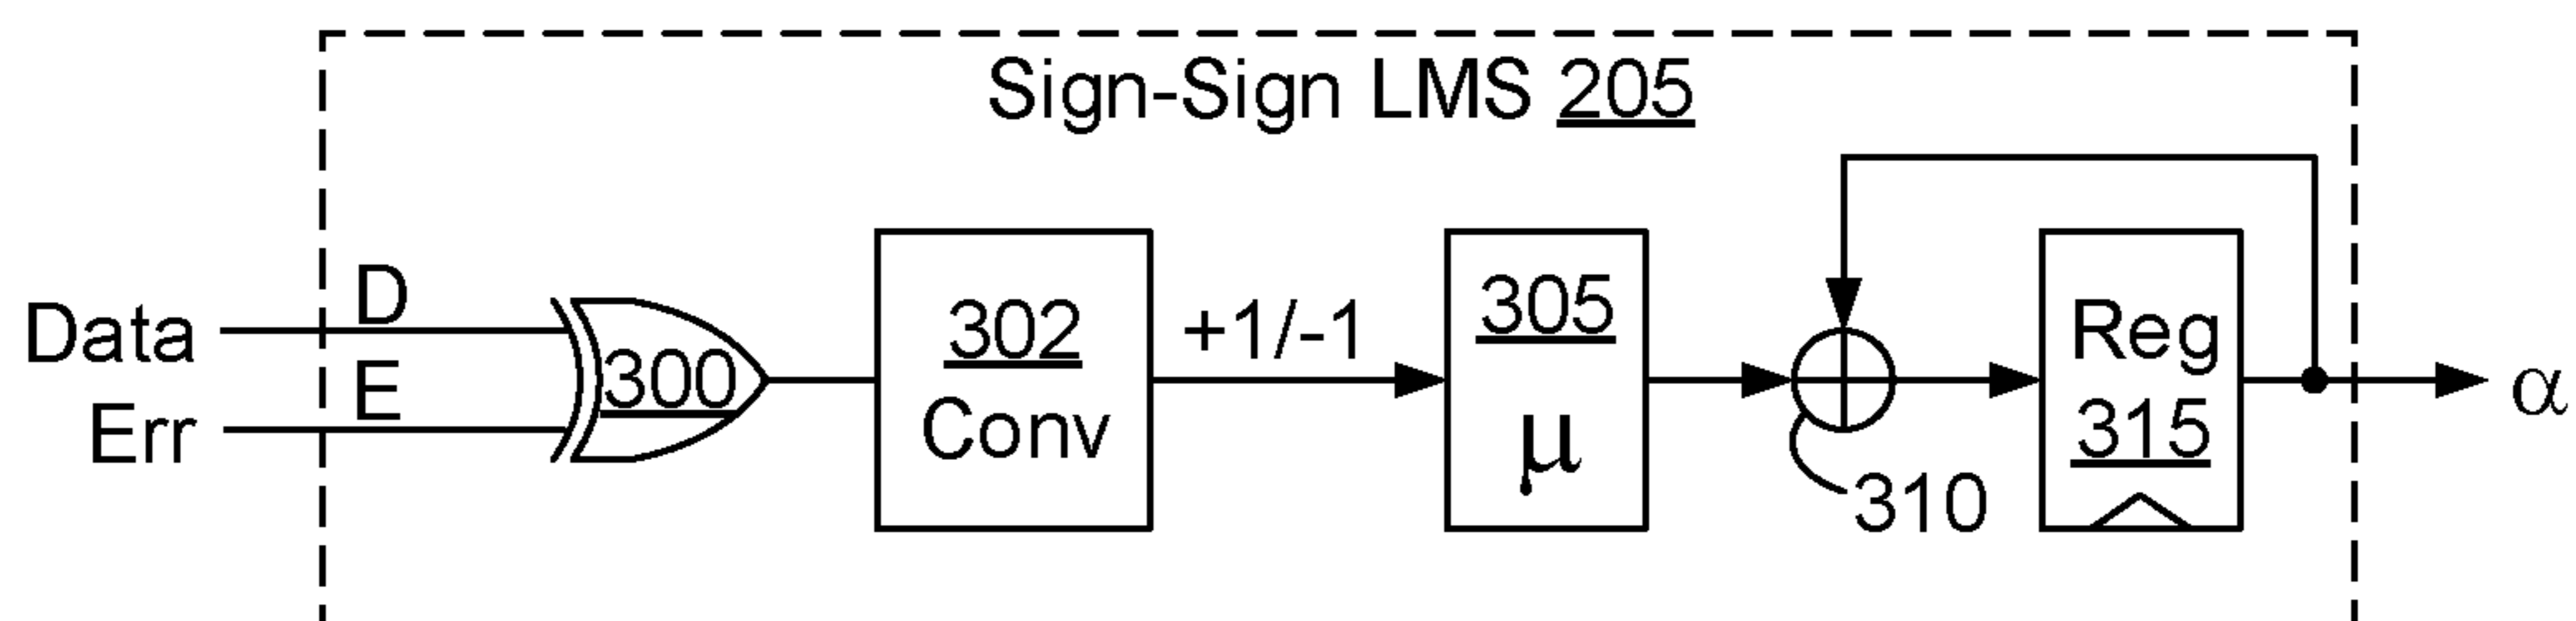 Sign-Sign LMS 205
Data
D
Err
E
300
302
Conv
+1/-1
305
μ
310
Reg
315
α